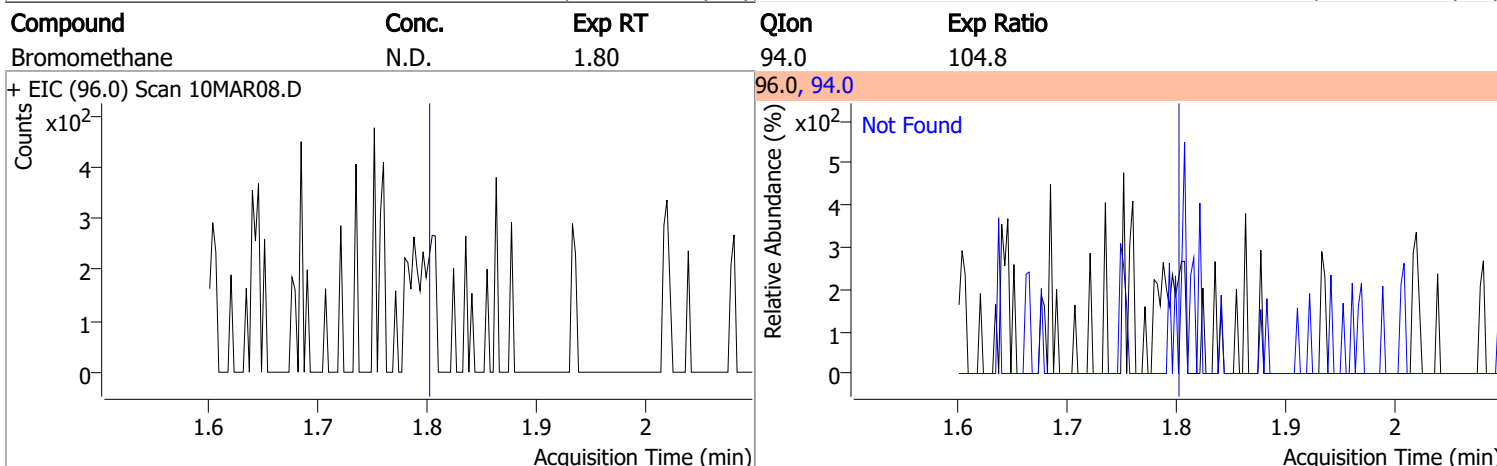 Compound Conc. Exp RT QIon Exp Ratio
Bromomethane N.D. 1.80 94.0 104.8
+ EIC (96.0) Scan 10MAR08.D
Counts
x10²
4
3
2
1
0
1.6 1.7 1.8 1.9 2
Acquisition Time (min)
96.0, 94.0
Relative Abundance (%)
x10²
Not Found
5
4
3
2
1
0
1.6 1.7 1.8 1.9 2
Acquisition Time (min)